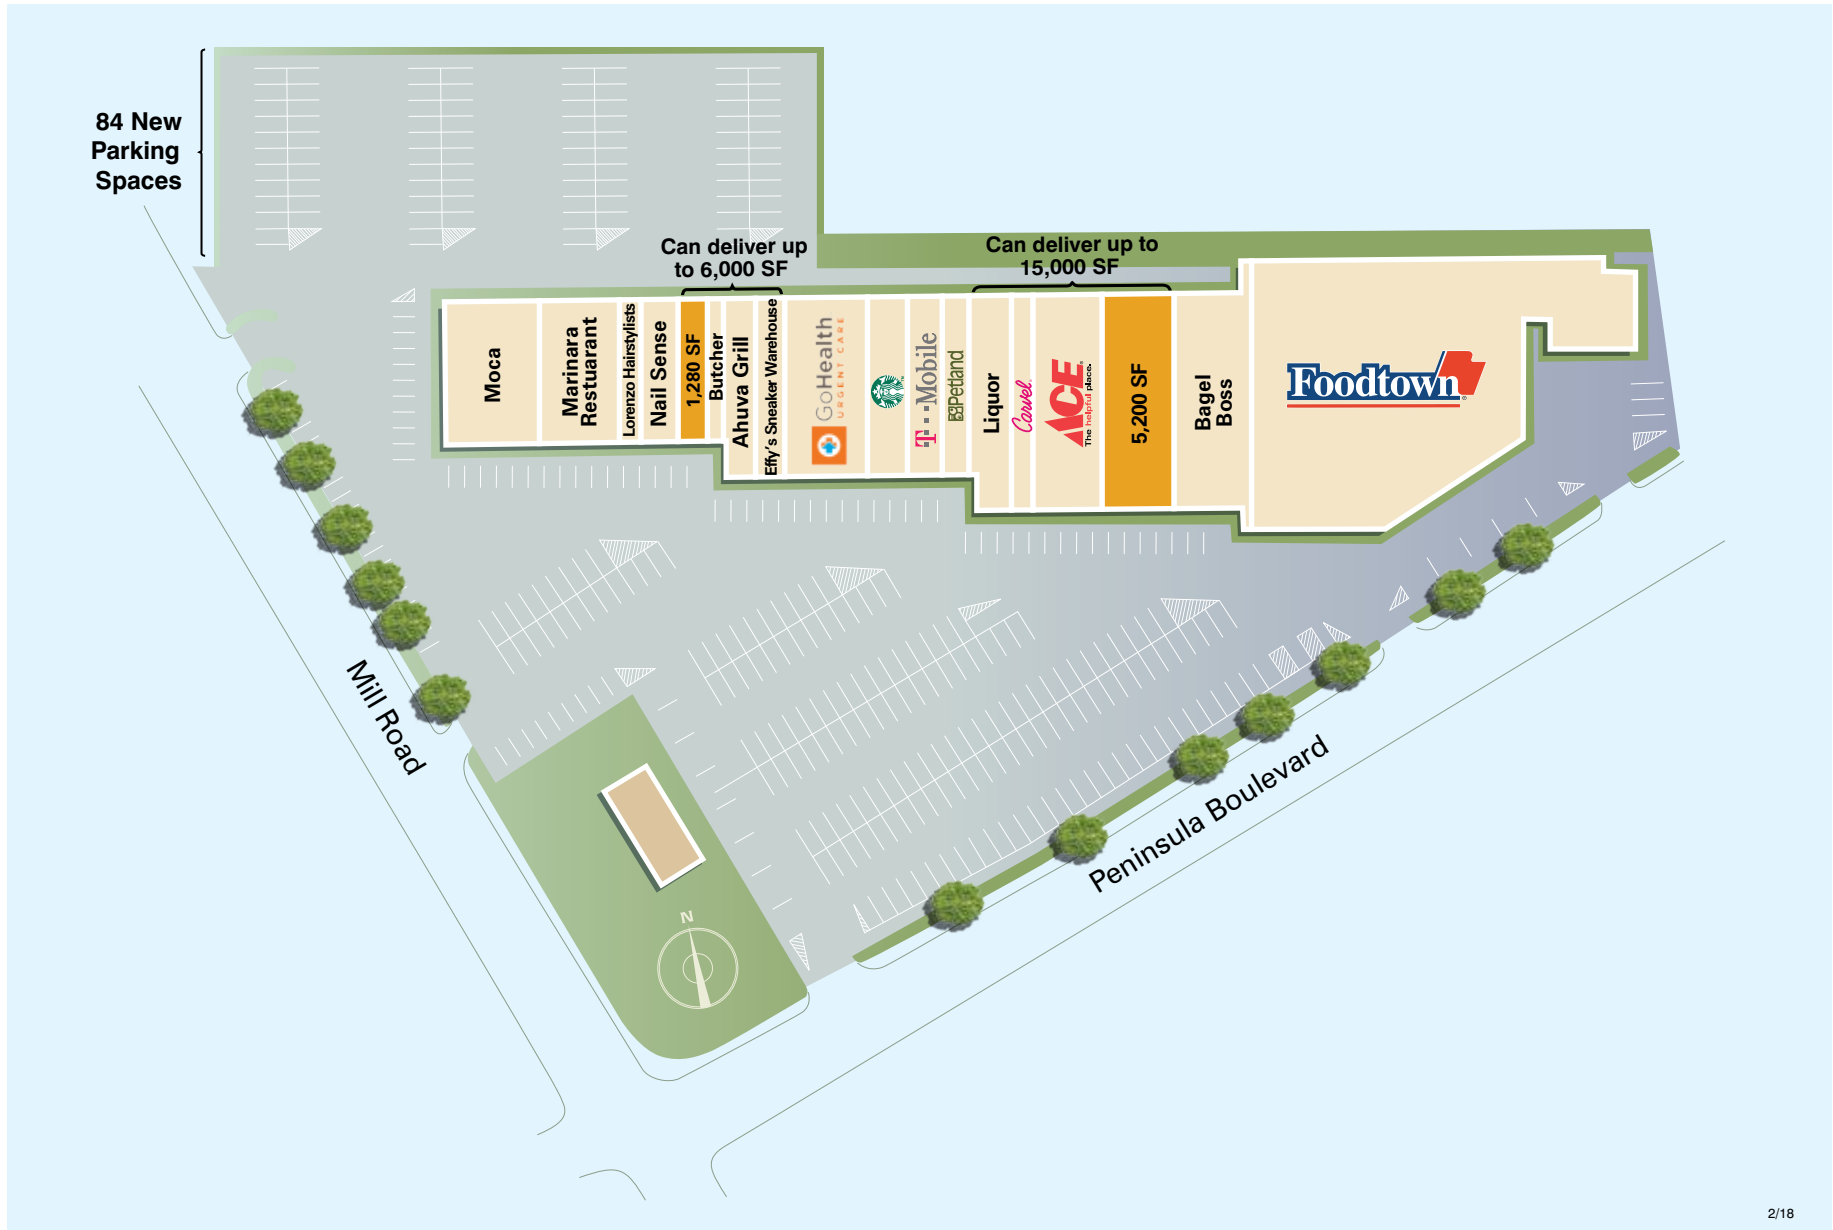 84 New
Parking
Spaces
Can deliver up
to 6,000 SF
Can deliver up to
15,000 SF
Moca
Marinara
Restuarant
Lorenzo Hairstylists
Nail Sense
1,280 SF
Butcher
Ahuva Grill
Effy's Sneaker Warehouse
GoHealth
URGENT CARE
T··Mobile
Petland
Liquor
Carvel
ACE
The helpful place.
5,200 SF
Bagel
Boss
Foodtown
Mill Road
Peninsula Boulevard
N
2/18